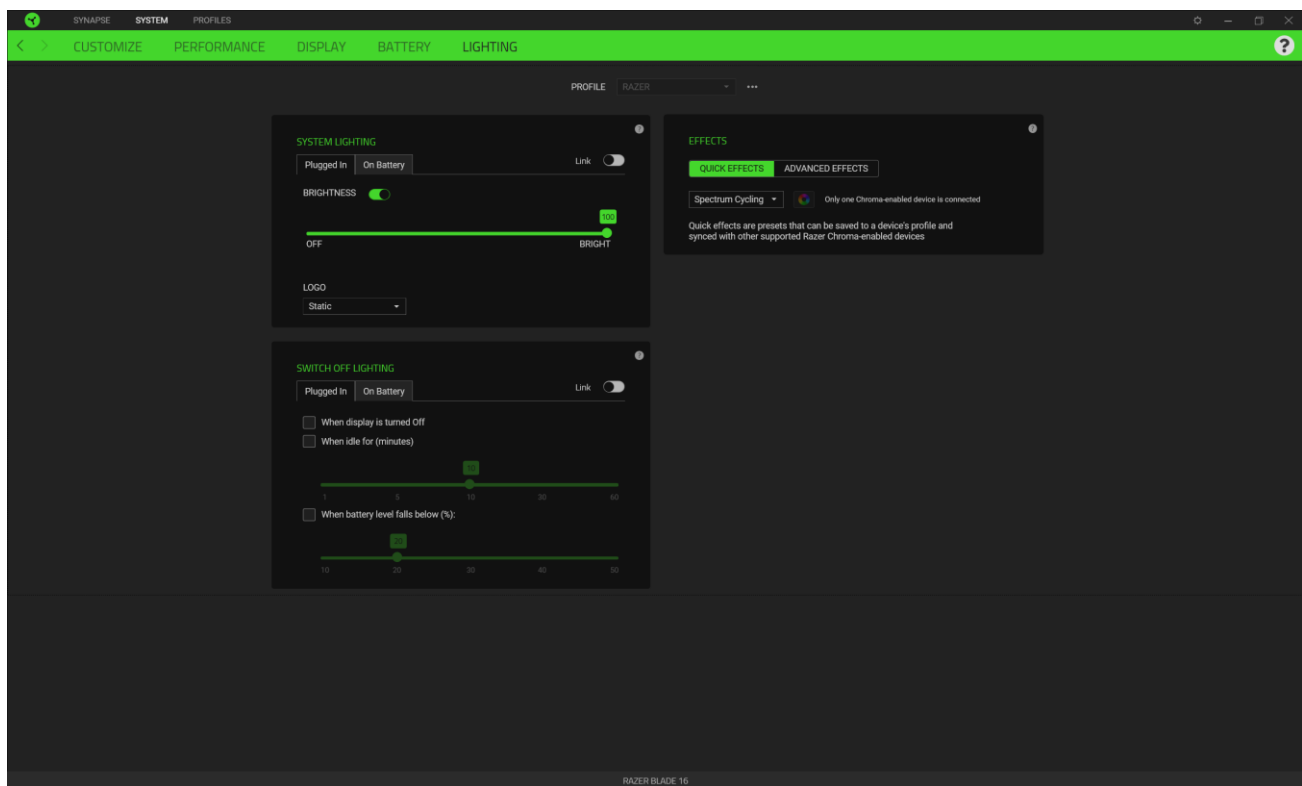 SYNAPSE SYSTEM PROFILES
CUSTOMIZE PERFORMANCE DISPLAY BATTERY LIGHTING ?
PROFILE RAZER
SYSTEM LIGHTING
Plugged In On Battery Link
BRIGHTNESS
100
OFF BRIGHT
LOGO
Static
SWITCH OFF LIGHTING
Plugged In On Battery Link
When display is turned Off
When idle for (minutes)
10
1 5 10 30 60
When battery level falls below (%):
20
10 20 30 40 50
EFFECTS
QUICK EFFECTS ADVANCED EFFECTS
Spectrum Cycling Only one Chroma-enabled device is connected
Quick effects are presets that can be saved to a device's profile and
synced with other supported Razer Chroma-enabled devices
RAZER BLADE 16